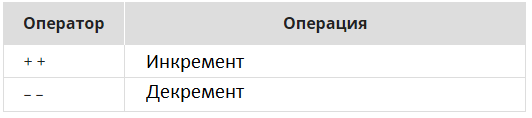 Оператор Операция
+ + Инкремент
– – Декремент